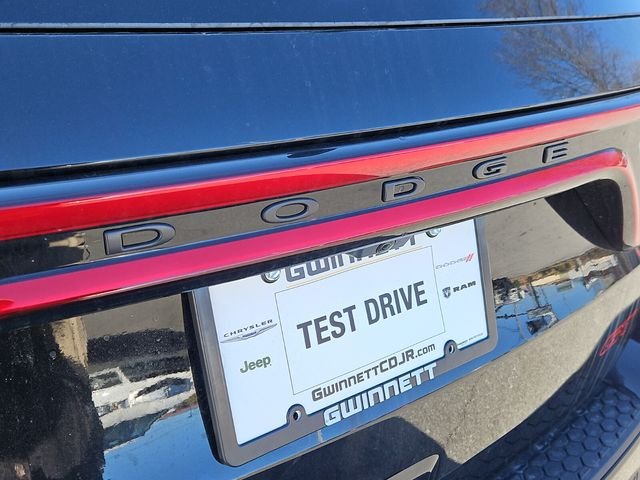 DODGE
GWINNETT
CHRYSLER
DODGE
Jeep
RAM
TEST DRIVE
GWINNETTCDJR.COM
GWINNETT